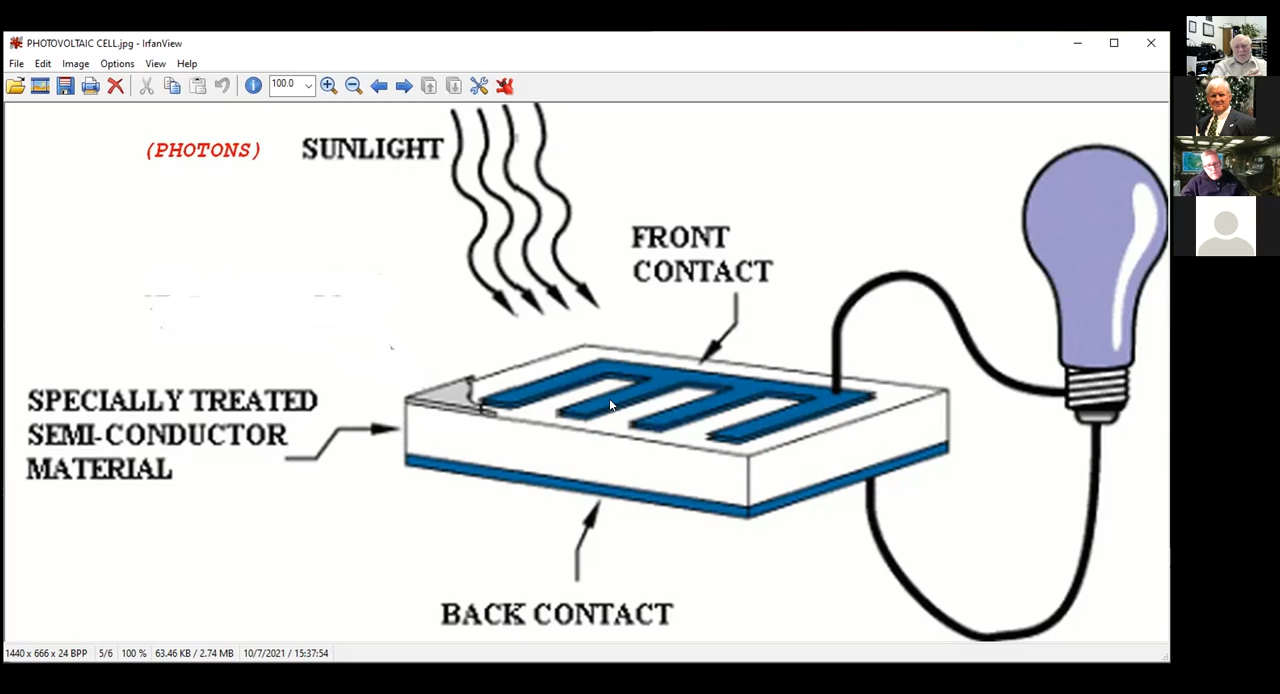 PHOTOVOLTAIC CELL.jpg - IrfanView
File Edit Image Options View Help
100.0
(PHOTONS) SUNLIGHT
FRONT
CONTACT
SPECIALLY TREATED
SEMI-CONDUCTOR
MATERIAL
BACK CONTACT
1440 x 666 x 24 BPP 5/6 100 % 63.46 KB / 2.74 MB 10/7/2021 / 15:37:54